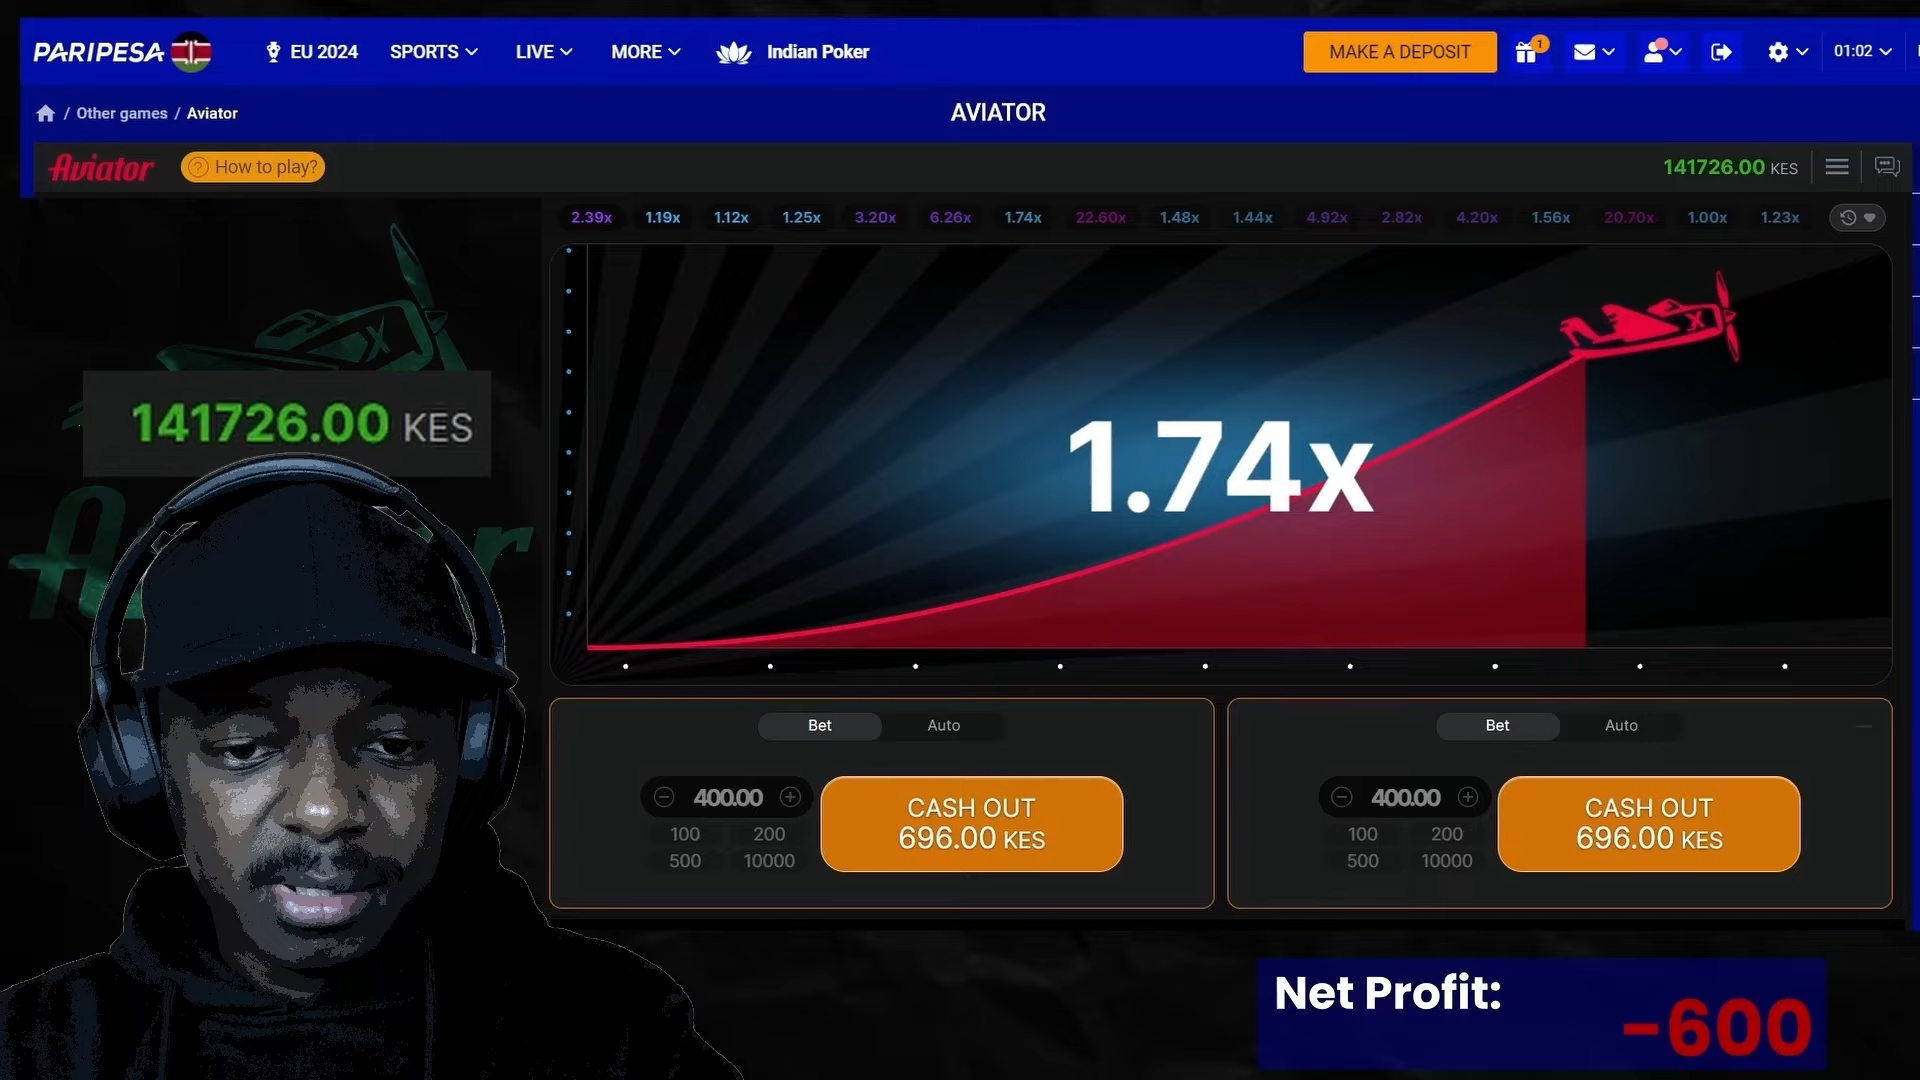 PARIPESA EU 2024 SPORTS LIVE MORE Indian Poker MAKE A DEPOSIT 1 01:02
/ Other games / Aviator
AVIATOR
Aviator ? How to play? 141726.00 KES
2.39x 1.19x 1.12x 1.25x 3.20x 6.26x 1.74x 22.60x 1.48x 1.44x 4.92x 2.82x 4.20x 1.56x 20.70x 1.00x 1.23x
X
X
141726.00 KES
1.74x
Bet Auto
400.00
100 200
500 10000
CASH OUT
696.00 KES
Bet Auto
400.00
100 200
500 10000
CASH OUT
696.00 KES
Net Profit:
-600